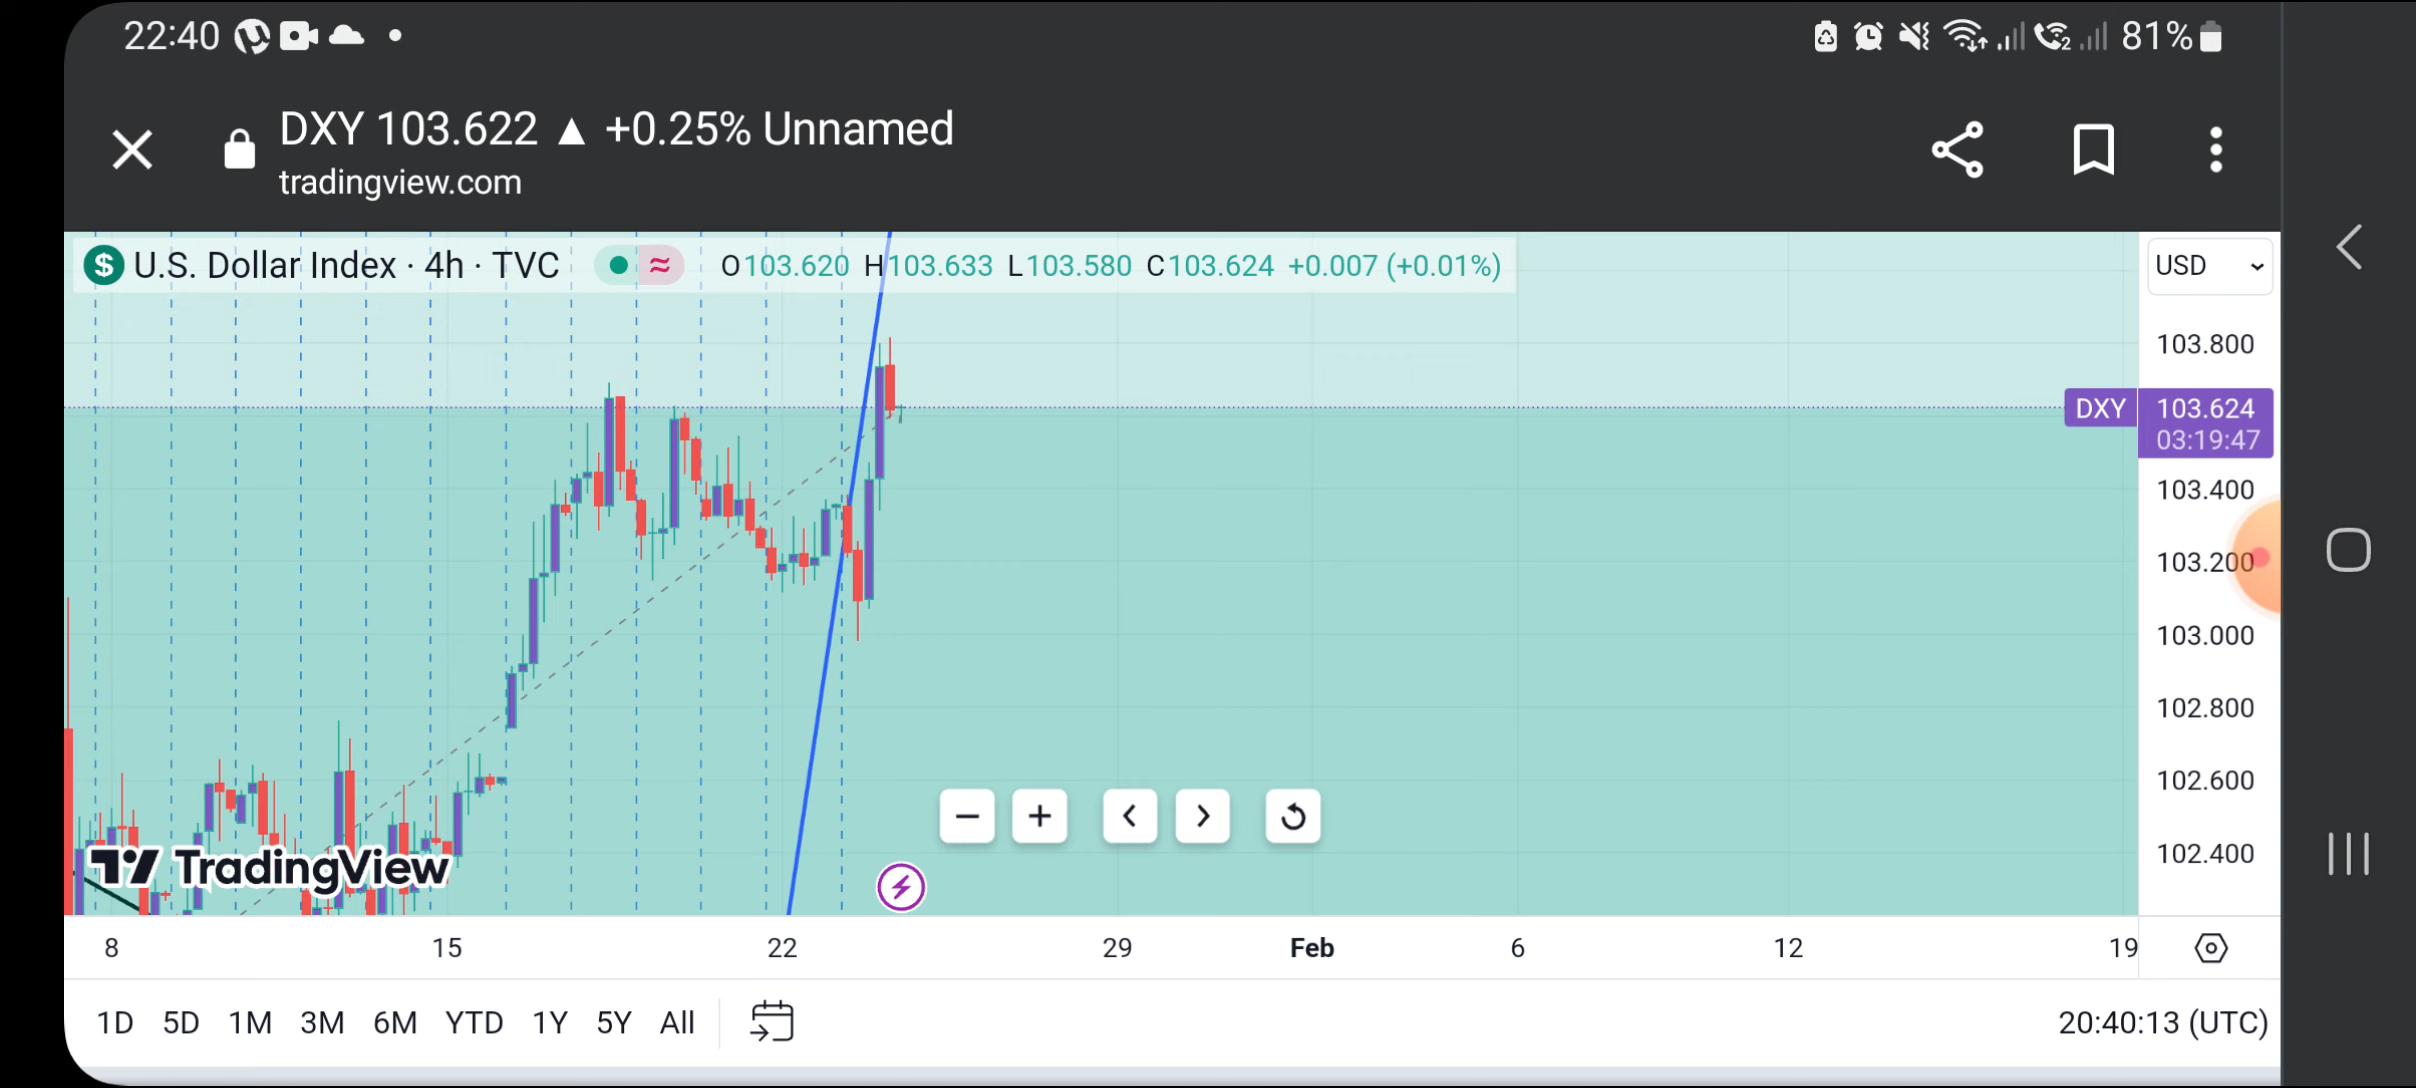 22:40 81%
DXY 103.622 ▲ +0.25% Unnamed
tradingview.com
U.S. Dollar Index · 4h · TVC O103.620 H103.633 L103.580 C103.624 +0.007 (+0.01%) USD
103.800
DXY 103.624
03:19:47
103.400
103.200
103.000
102.800
102.600
102.400
TradingView
8 15 22 29 Feb 6 12 19
1D 5D 1M 3M 6M YTD 1Y 5Y All 20:40:13 (UTC)